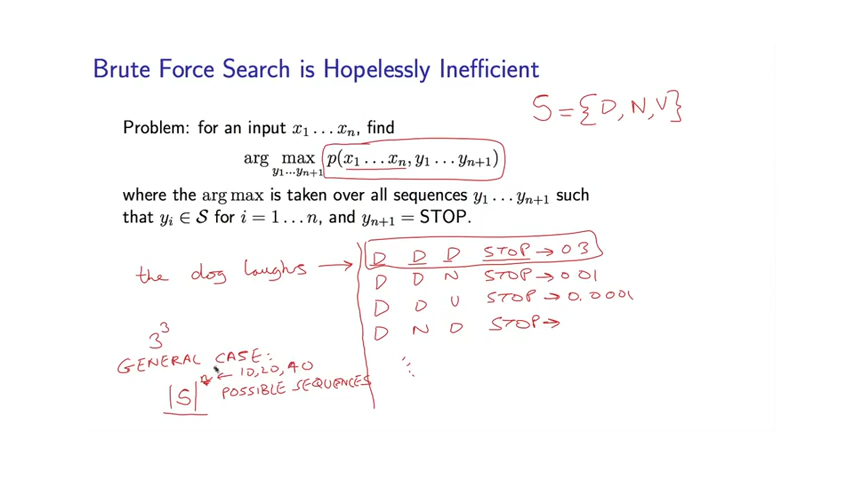 Brute Force Search is Hopelessly Inefficient
S = {D, N, V}
Problem: for an input x₁ … xₙ, find
arg max p(x₁ … xₙ, y₁ … yₙ₊₁)
y₁…yₙ₊₁
where the arg max is taken over all sequences y₁ … yₙ₊₁ such
that yᵢ ∈ S for i = 1 … n, and yₙ₊₁ = STOP.
the dog laughs →
D D D STOP → 0.3
D D N STOP → 0.01
D D V STOP → 0.0001
D N D STOP →
3³
GENERAL CASE:
|S|ⁿ ← 10, 20, 40
POSSIBLE SEQUENCES